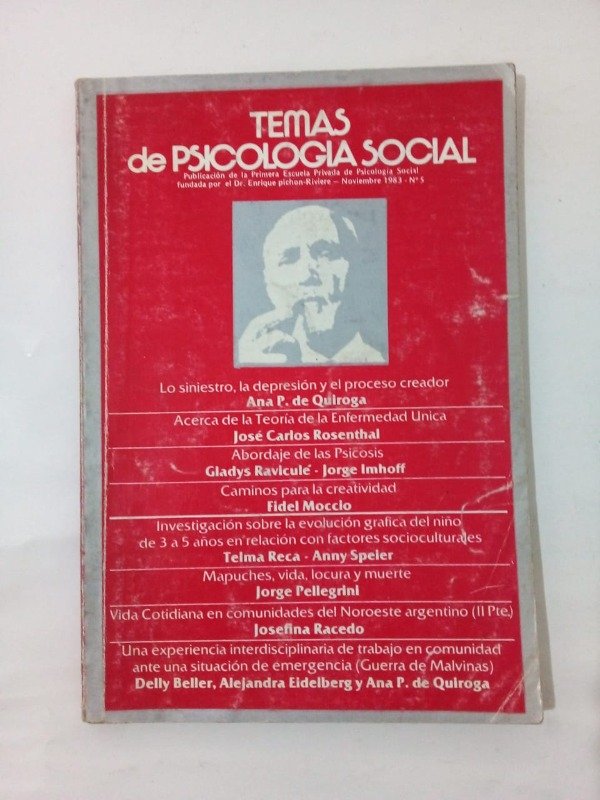 TEMAS
de PSICOLOGIA SOCIAL
Publicación de la Primera Escuela Privada de Psicología Social
fundada por el Dr. Enrique pichon-Riviere — Noviembre 1983 - Nº 5
Lo siniestro, la depresión y el proceso creador
Ana P. de Quiroga
Acerca de la Teoría de la Enfermedad Unica
José Carlos Rosenthal
Abordaje de las Psicosis
Gladys Raviculé - Jorge Imhoff
Caminos para la creatividad
Fidel Moccio
Investigación sobre la evolución grafica del niño
de 3 a 5 años en relación con factores socioculturales
Telma Reca - Anny Speier
Mapuches, vida, locura y muerte
Jorge Pellegrini
Vida Cotidiana en comunidades del Noroeste argentino (II Pte.)
Josefina Racedo
Una experiencia interdisciplinaria de trabajo en comunidad
ante una situación de emergencia (Guerra de Malvinas)
Delly Beller, Alejandra Eidelberg y Ana P. de Quiroga